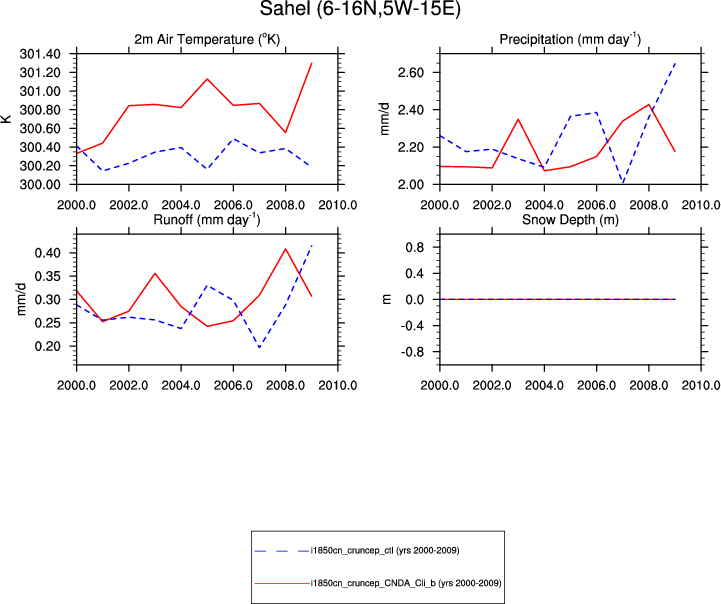 Sahel (6-16N,5W-15E)
2m Air Temperature (°K)
301.40
301.20
301.00
300.80
300.60
300.40
300.20
300.00
K
2000.0 2002.0 2004.0 2006.0 2008.0 2010.0
Precipitation (mm day-1)
2.60
2.40
2.20
2.00
mm/d
2000.0 2002.0 2004.0 2006.0 2008.0 2010.0
Runoff (mm day-1)
0.40
0.35
0.30
0.25
0.20
mm/d
2000.0 2002.0 2004.0 2006.0 2008.0 2010.0
Snow Depth (m)
0.8
0.4
0.0
-0.4
-0.8
m
2000.0 2002.0 2004.0 2006.0 2008.0 2010.0
i1850cn_cruncep_ctl (yrs 2000-2009)
i1850cn_cruncep_CNDA_Cli_b (yrs 2000-2009)